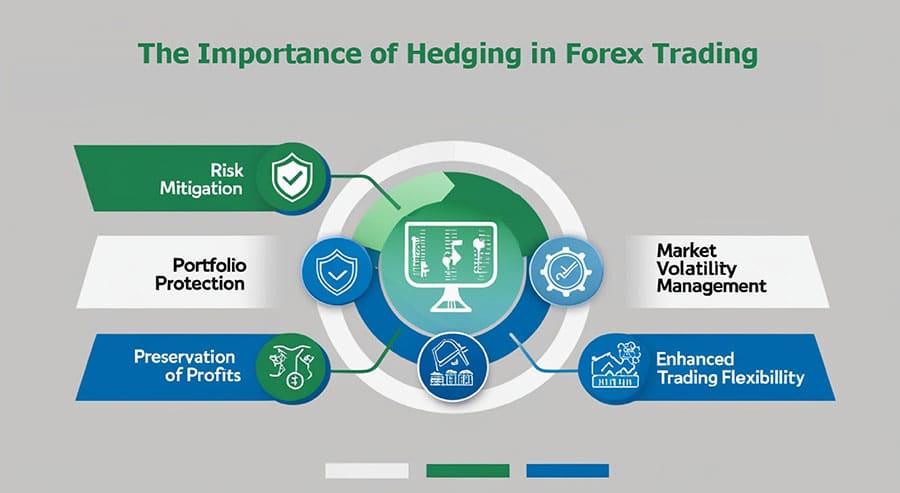 The Importance of Hedging in Forex Trading
Risk
Mitigation
Portfolio
Protection
Preservation
of Profits
Market
Volatility
Management
Enhanced
Trading Flexibillity